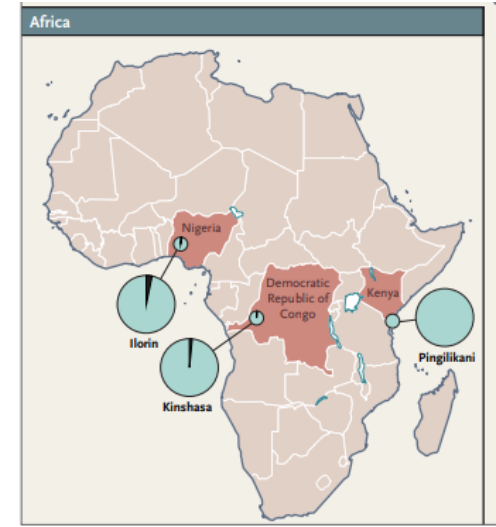 Africa
Nigeria
Democratic
Republic of
Congo
Kenya
Ilorin
Kinshasa
Pingilikani